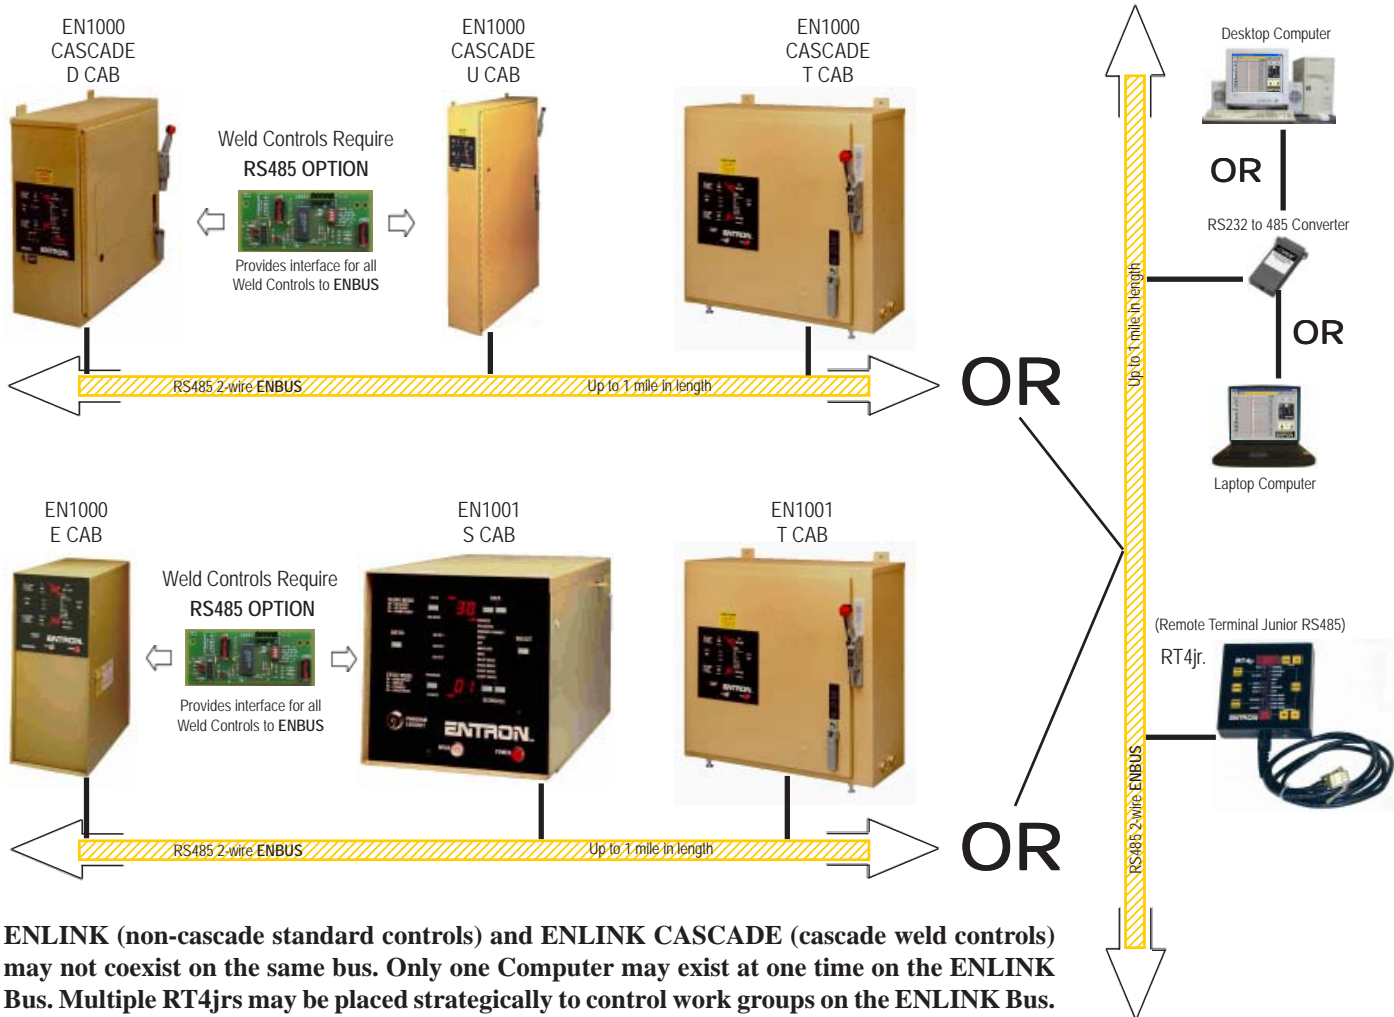 EN1000
CASCADE
D CAB
EN1000
CASCADE
U CAB
EN1000
CASCADE
T CAB
Weld Controls Require
RS485 OPTION
Provides interface for all
Weld Controls to ENBUS
RS485 2-wire ENBUS
Up to 1 mile in length
OR
Desktop Computer
OR
RS232 to 485 Converter
OR
Laptop Computer
Up to 1 mile in length
RS485 2-wire ENBUS
(Remote Terminal Junior RS485)
RT4jr.
RT4jr
ENTRON
EN1000
E CAB
EN1001
S CAB
EN1001
T CAB
Weld Controls Require
RS485 OPTION
Provides interface for all
Weld Controls to ENBUS
30
01
ENTRON
RS485 2-wire ENBUS
Up to 1 mile in length
OR
ENLINK (non-cascade standard controls) and ENLINK CASCADE (cascade weld controls)
may not coexist on the same bus. Only one Computer may exist at one time on the ENLINK
Bus. Multiple RT4jrs may be placed strategically to control work groups on the ENLINK Bus.